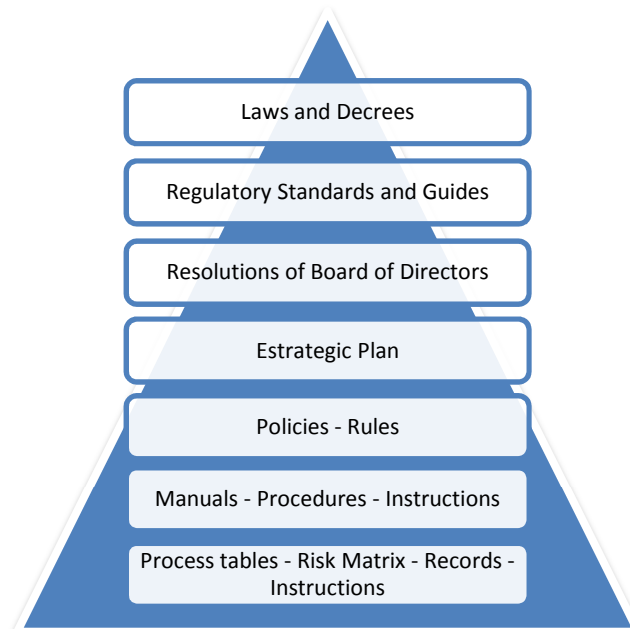 Laws and Decrees
Regulatory Standards and Guides
Resolutions of Board of Directors
Estrategic Plan
Policies - Rules
Manuals - Procedures - Instructions
Process tables - Risk Matrix - Records -
Instructions